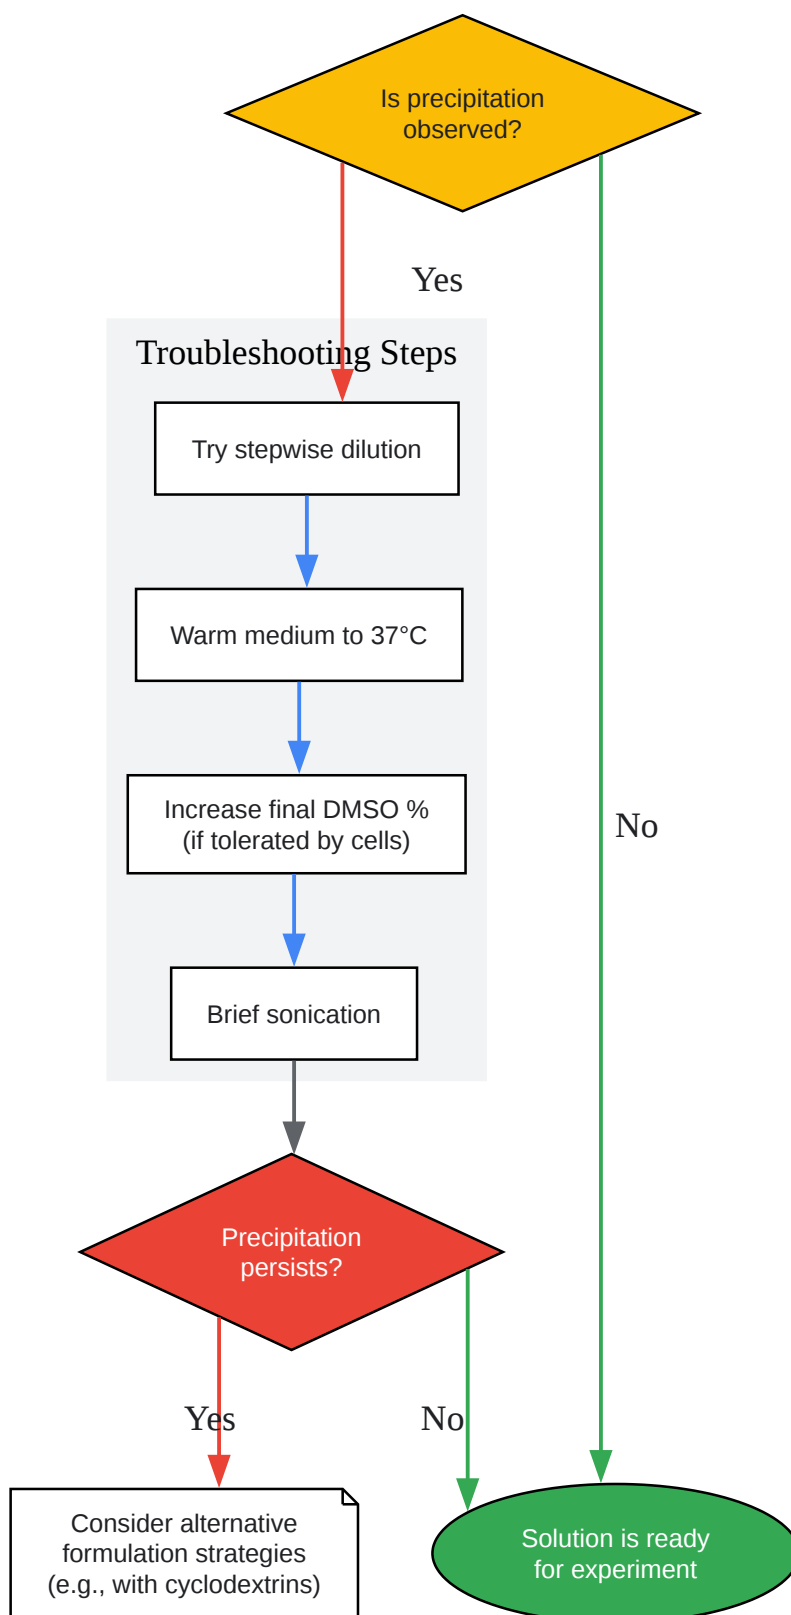 Is precipitation
observed?
Yes
Troubleshooting Steps
Try stepwise dilution
Warm medium to 37°C
Increase final DMSO %
(if tolerated by cells)
No
Brief sonication
Precipitation
persists?
Yes
No
Consider alternative
formulation strategies
(e.g., with cyclodextrins)
Solution is ready
for experiment